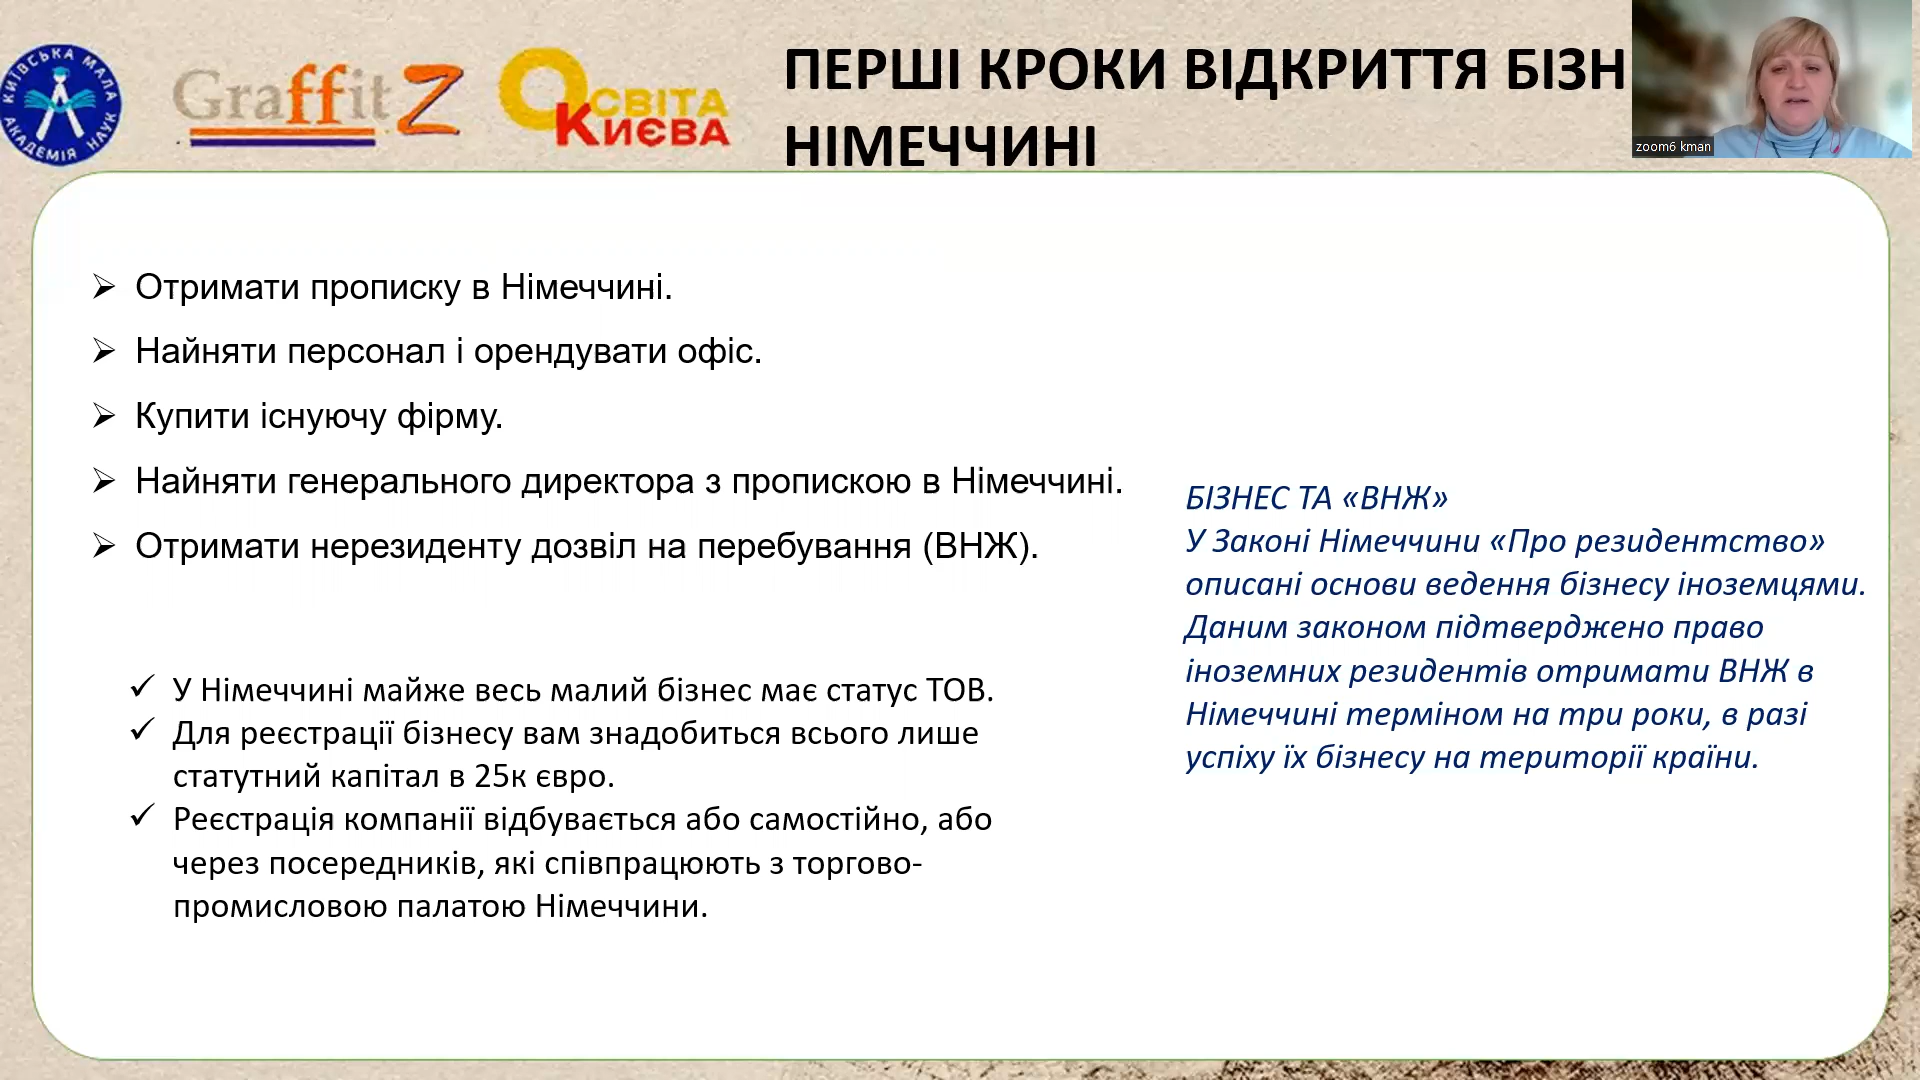 КИЇВСЬКА МАЛА АКАДЕМІЯ НАУК
GraffitZ
ОСВІТА
КИЄВА
ПЕРШІ КРОКИ ВІДКРИТТЯ БІЗН
НІМЕЧЧИНІ
zoom6 kman
➢ Отримати прописку в Німеччині.
➢ Найняти персонал і орендувати офіс.
➢ Купити існуючу фірму.
➢ Найняти генерального директора з пропискою в Німеччині.
➢ Отримати нерезиденту дозвіл на перебування (ВНЖ).
✓ У Німеччині майже весь малий бізнес має статус ТОВ.
✓ Для реєстрації бізнесу вам знадобиться всього лише
статутний капітал в 25к євро.
✓ Реєстрація компанії відбувається або самостійно, або
через посередників, які співпрацюють з торгово-
промисловою палатою Німеччини.
БІЗНЕС ТА «ВНЖ»
У Законі Німеччини «Про резидентство»
описані основи ведення бізнесу іноземцями.
Даним законом підтверджено право
іноземних резидентів отримати ВНЖ в
Німеччині терміном на три роки, в разі
успіху їх бізнесу на території країни.